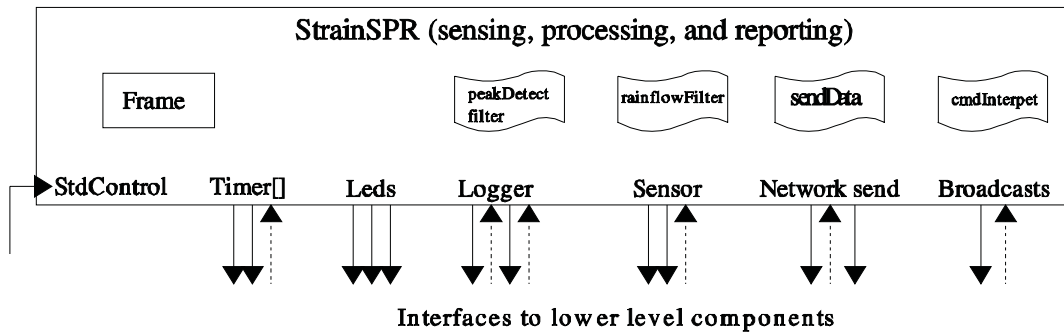 StrainSPR (sensing, processing, and reporting)
Frame
peakDetect
filter
rainflowFilter
sendData
cmdInterpet
StdControl
Timer[]
Leds
Logger
Sensor
Network send
Broadcasts
Interfaces to lower level components